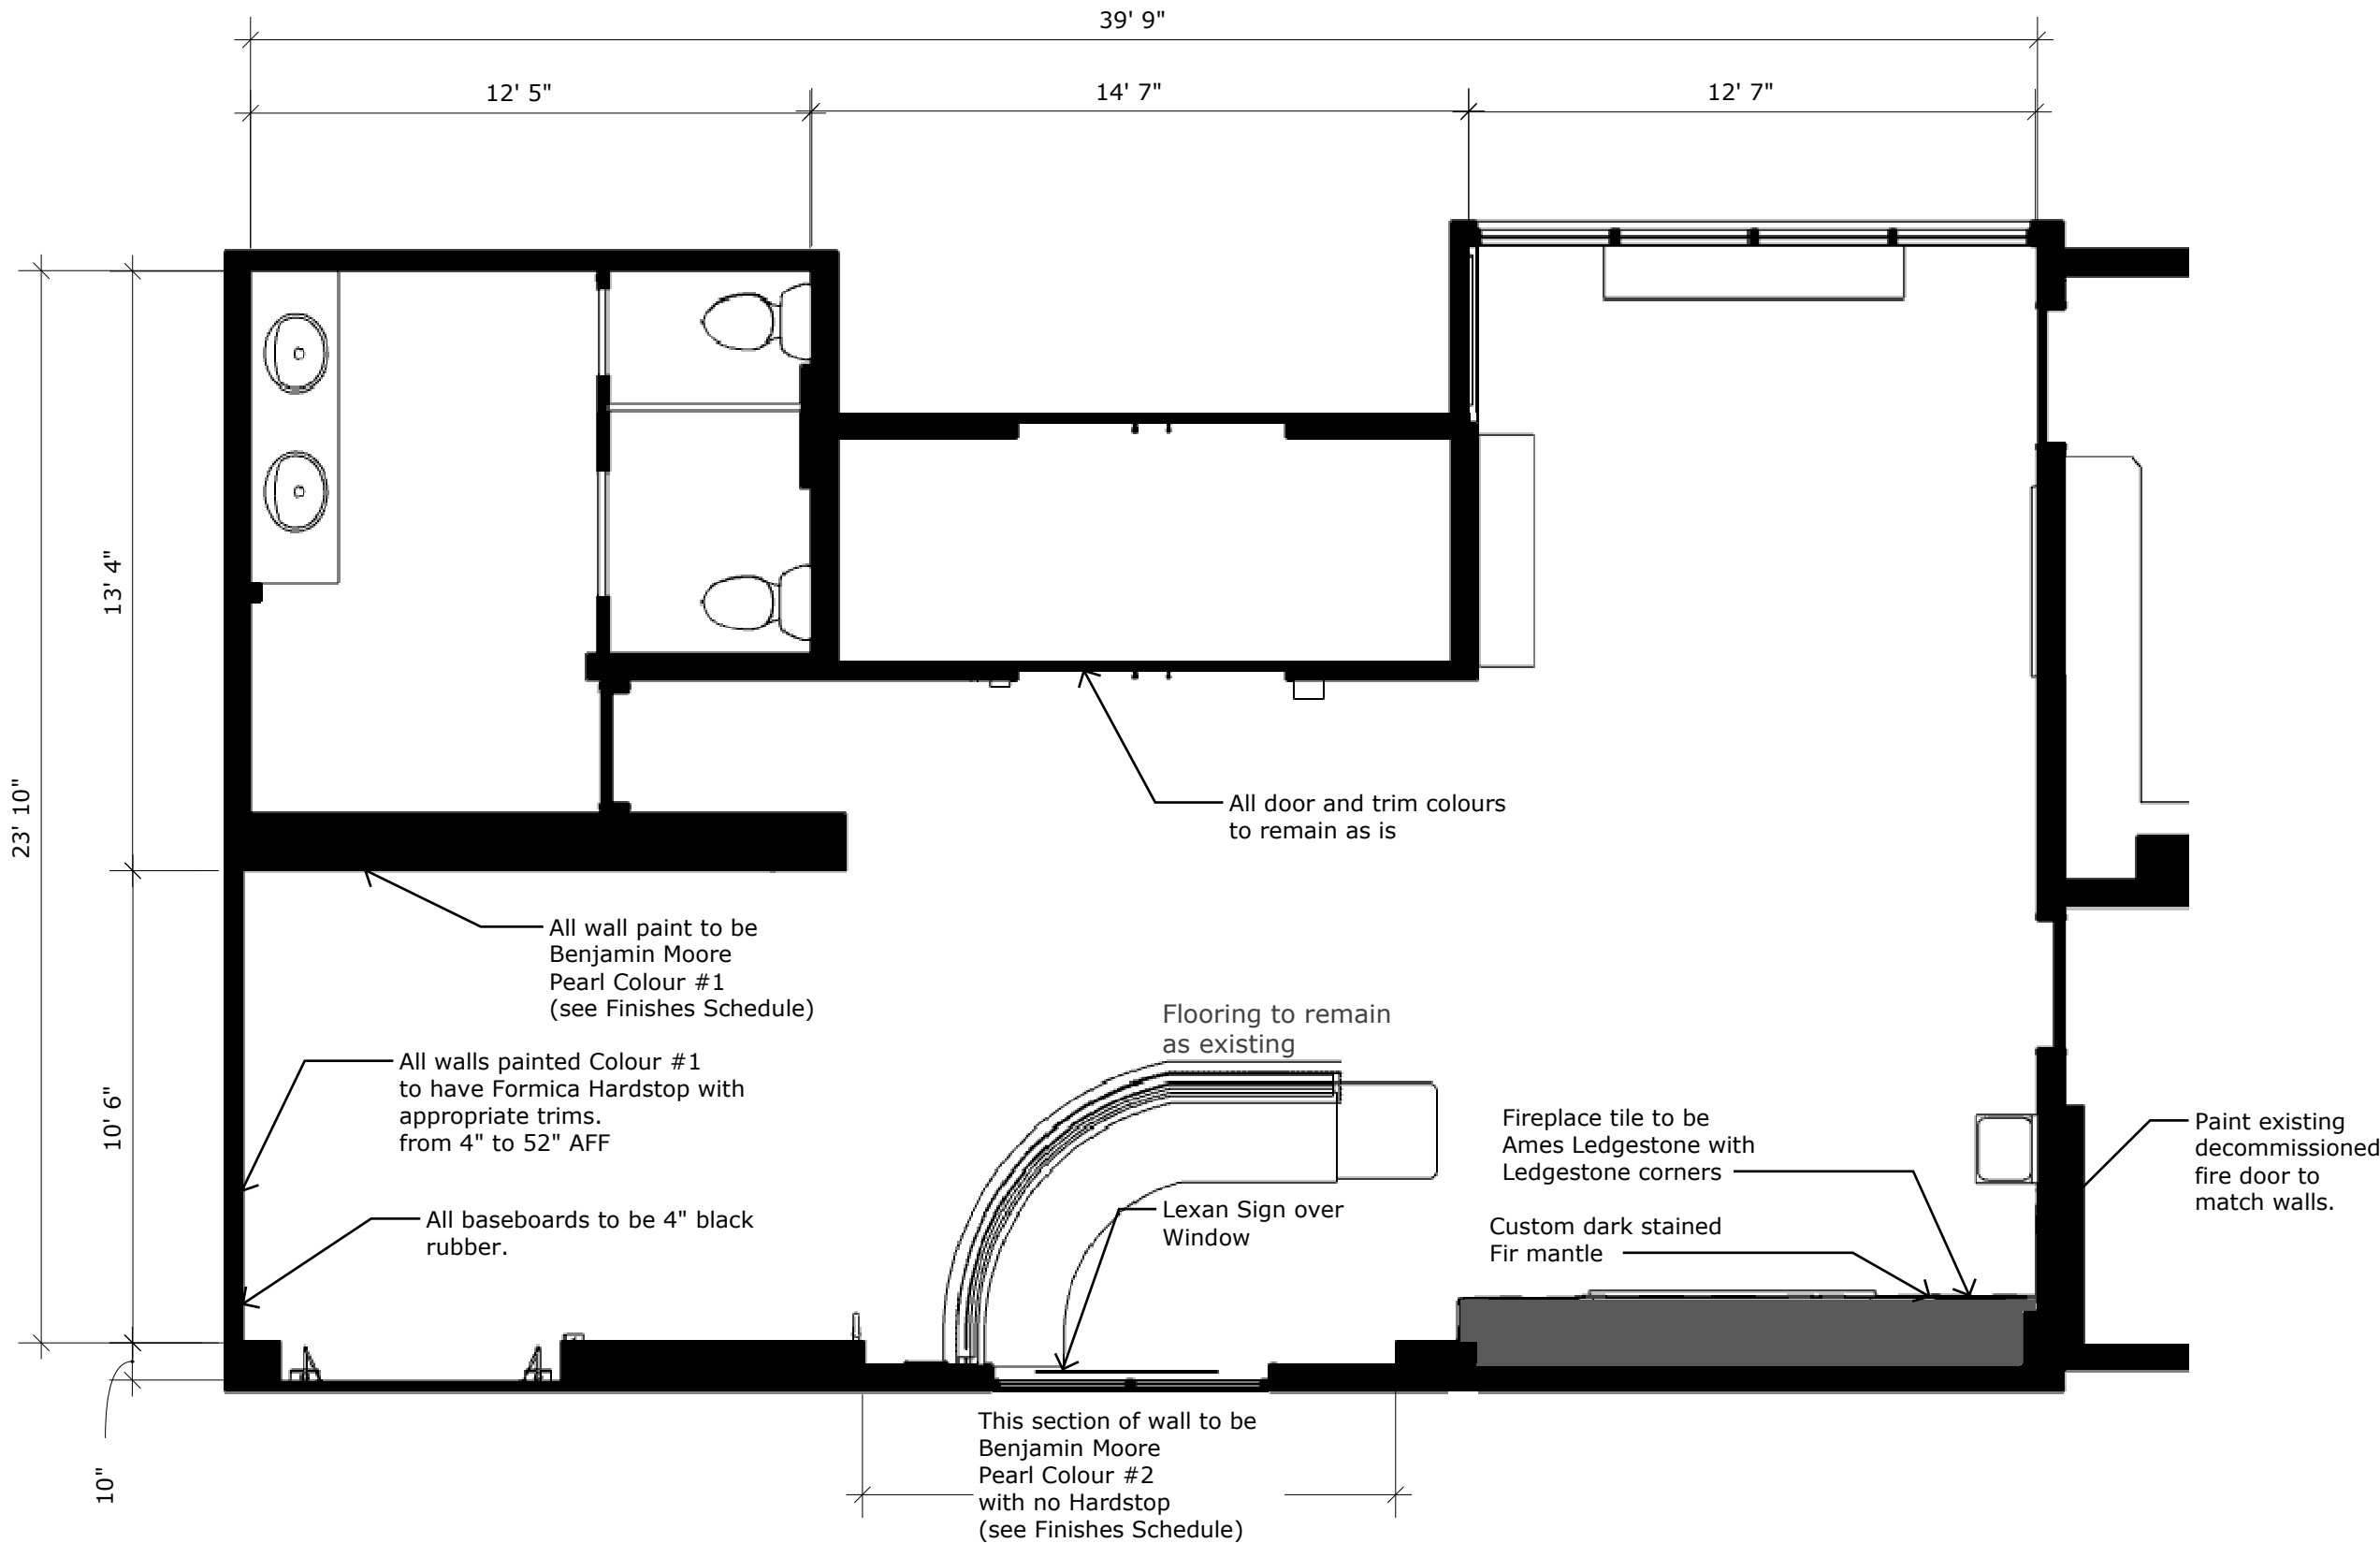 39' 9"
12' 5"
14' 7"
12' 7"
13' 4"
23' 10"
10' 6"
10"
All door and trim colours
to remain as is
All wall paint to be
Benjamin Moore
Pearl Colour #1
(see Finishes Schedule)
Flooring to remain
as existing
All walls painted Colour #1
to have Formica Hardstop with
appropriate trims.
from 4" to 52" AFF
Fireplace tile to be
Ames Ledgestone with
Ledgestone corners
Paint existing
decommissioned
fire door to
match walls.
All baseboards to be 4" black
rubber.
Lexan Sign over
Window
Custom dark stained
Fir mantle
This section of wall to be
Benjamin Moore
Pearl Colour #2
with no Hardstop
(see Finishes Schedule)